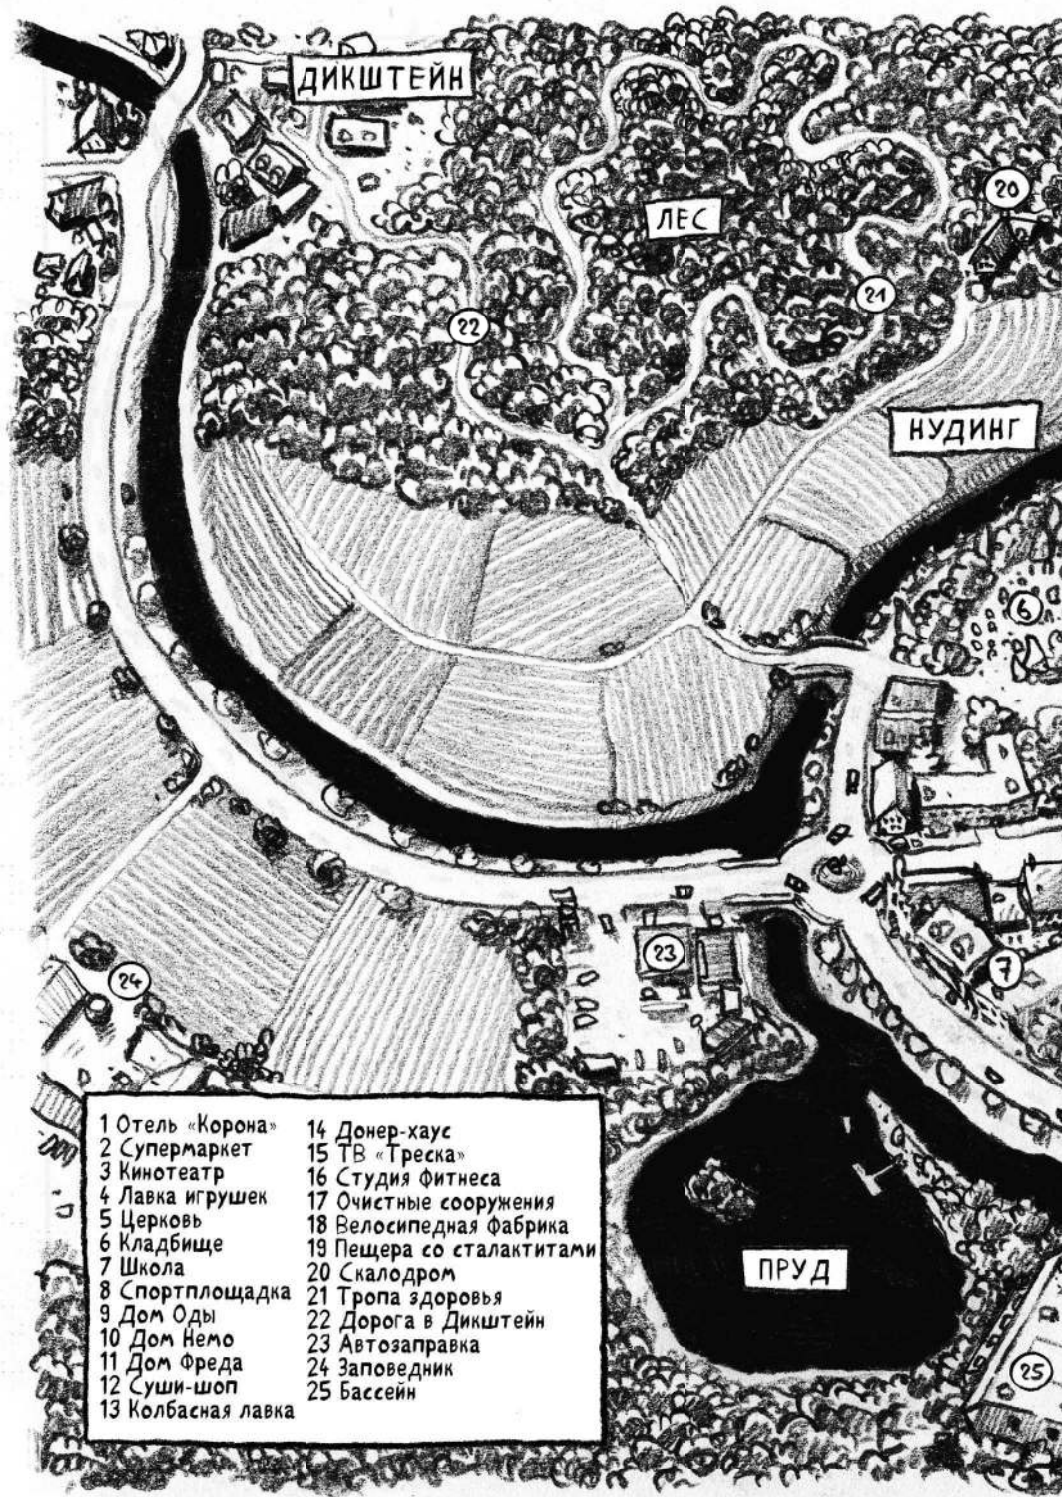 ДИКШТЕЙН
ЛЕС
20
21
22
НУДИНГ
6
23
7
24
1 Отель «Корона»
2 Супермаркет
3 Кинотеатр
4 Лавка игрушек
5 Церковь
6 Кладбище
7 Школа
8 Спортплощадка
9 Дом Оды
10 Дом Немо
11 Дом Фреда
12 Суши-шоп
13 Колбасная лавка
14 Донер-хаус
15 ТВ «Треска»
16 Студия фитнеса
17 Очистные сооружения
18 Велосипедная фабрика
19 Пещера со сталактитами
20 Скалодром
21 Тропа здоровья
22 Дорога в Дикштейн
23 Автозаправка
24 Заповедник
25 Бассейн
ПРУД
25